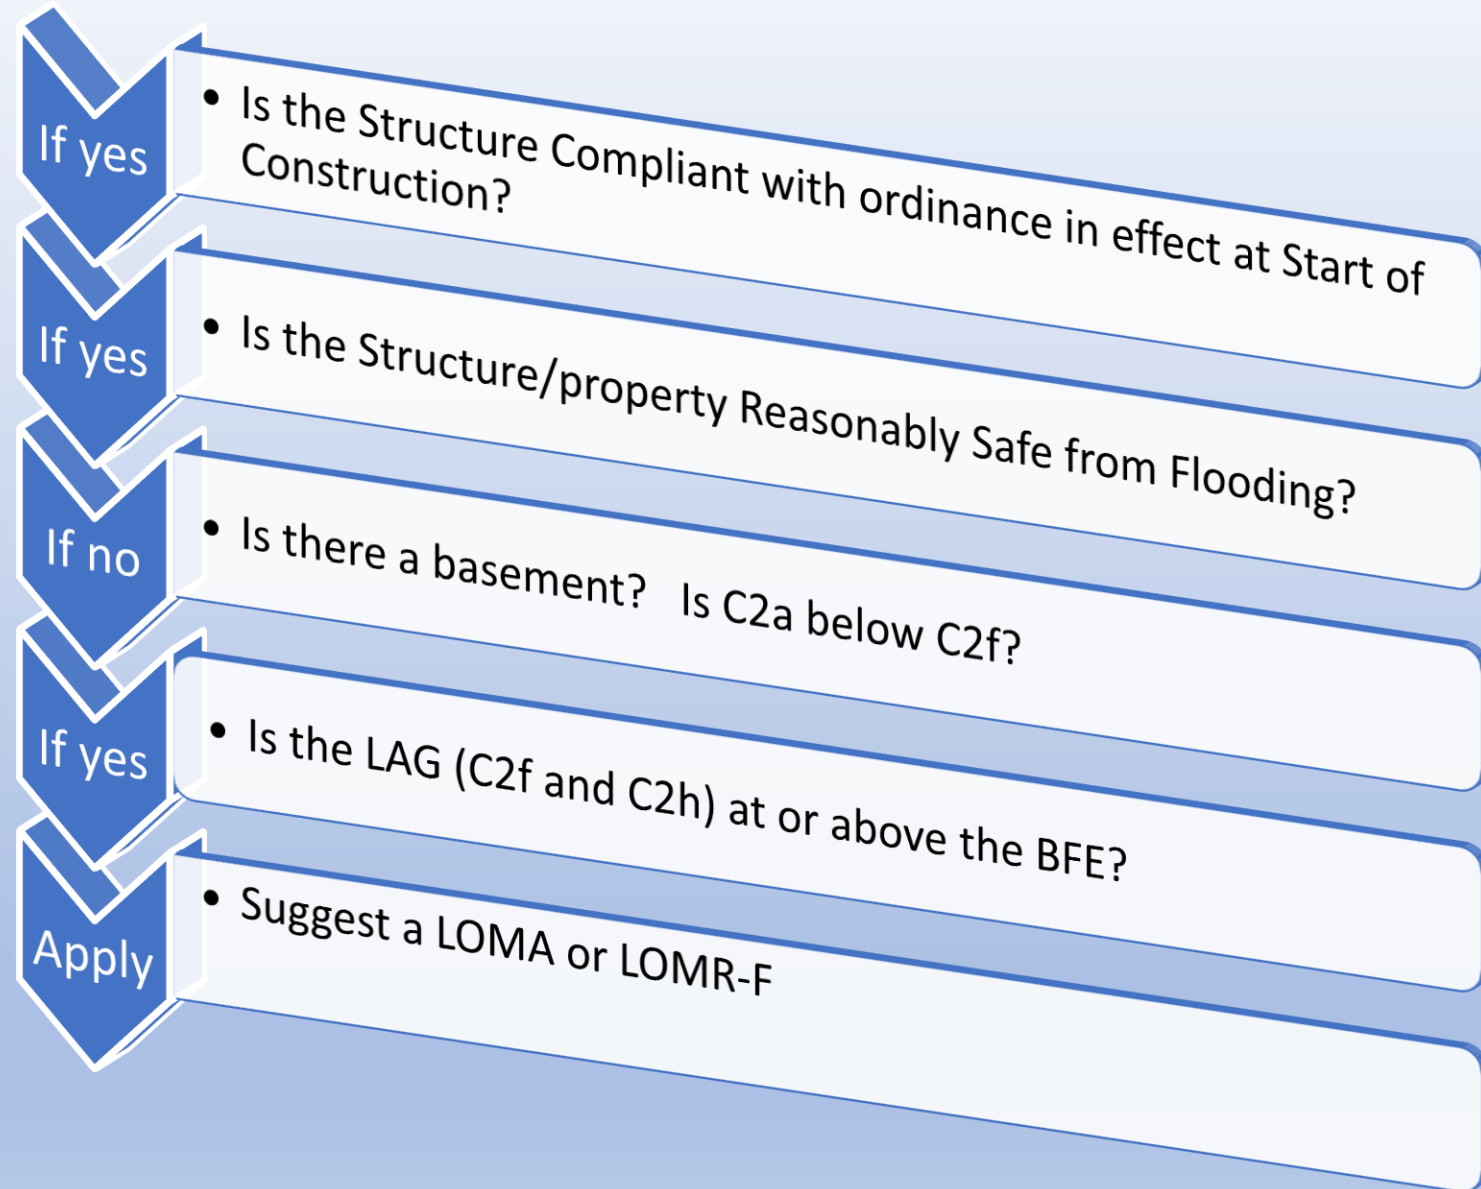 If yes
• Is the Structure Compliant with ordinance in effect at Start of
Construction?
If yes
• Is the Structure/property Reasonably Safe from Flooding?
If no
• Is there a basement?   Is C2a below C2f?
If yes
• Is the LAG (C2f and C2h) at or above the BFE?
Apply
• Suggest a LOMA or LOMR-F